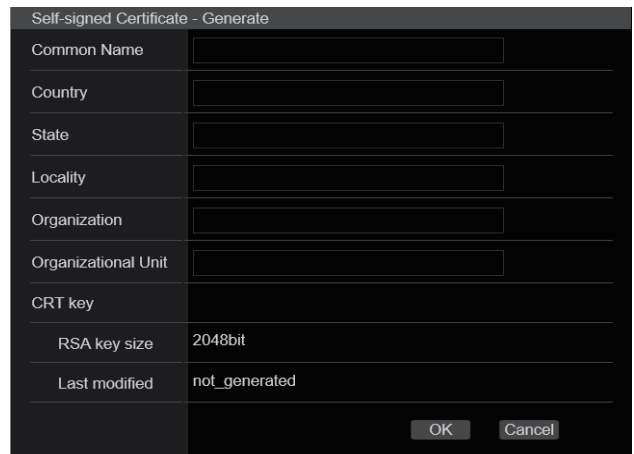 Self-signed Certificate - Generate
Common Name
Country
State
Locality
Organization
Organizational Unit
CRT key
RSA key size 2048bit
Last modified not_generated
OK Cancel